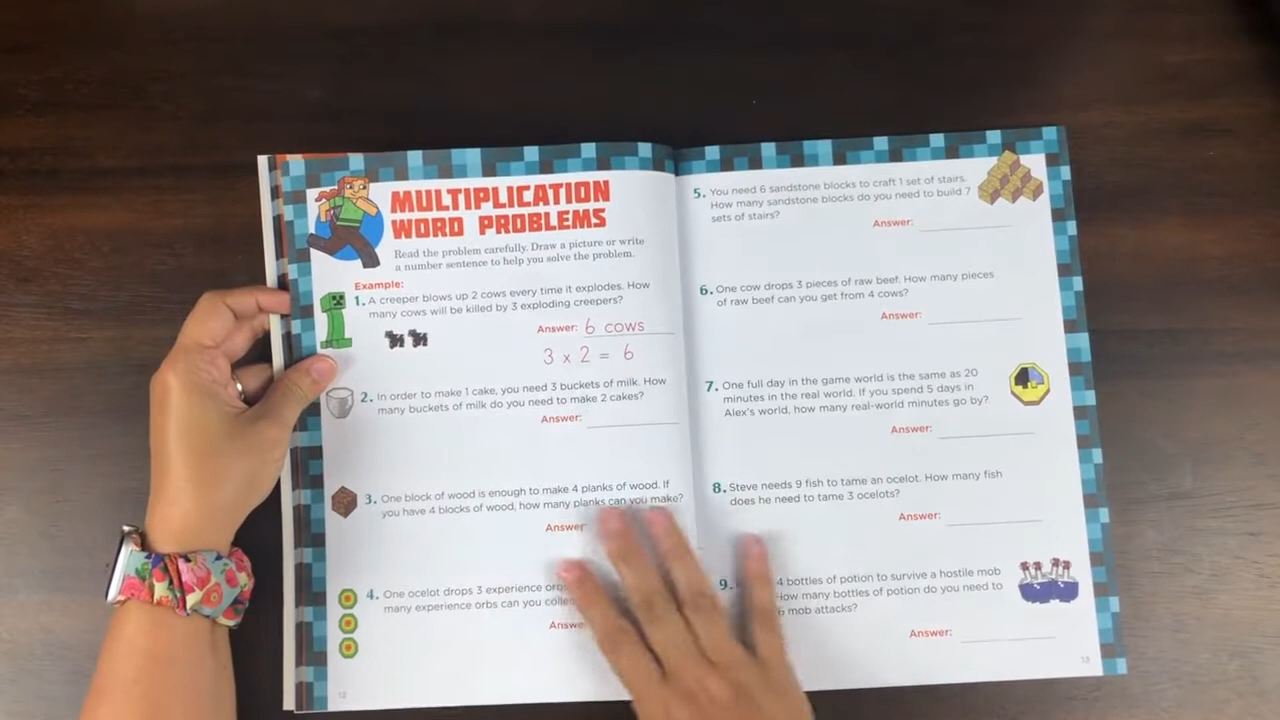 MULTIPLICATION
WORD PROBLEMS
Read the problem carefully. Draw a picture or write
a number sentence to help you solve the problem.
Example:
1. A creeper blows up 2 cows every time it explodes. How
many cows will be killed by 3 exploding creepers?
Answer: 6 cows
3 x 2 = 6
2. In order to make 1 cake, you need 3 buckets of milk. How
many buckets of milk do you need to make 2 cakes?
Answer:
3. One block of wood is enough to make 4 planks of wood. If
you have 4 blocks of wood, how many planks can you make?
Answer
4. One ocelot drops 3 experience
many experience orbs can you
12
5. You need 6 sandstone blocks to craft 1 set of stairs.
How many sandstone blocks do you need to build 7
sets of stairs?
Answer:
6. One cow drops 3 pieces of raw beef. How many pieces
of raw beef can you get from 4 cows?
Answer:
7. One full day in the game world is the same as 20
minutes in the real world. If you spend 5 days in
Alex's world, how many real-world minutes go by?
Answer:
8. Steve needs 9 fish to tame an ocelot. How many fish
does he need to tame 3 ocelots?
Answer:
9. 4 bottles of potion to survive a hostile mob
How many bottles of potion do you need to
6 mob attacks?
Answer:
13